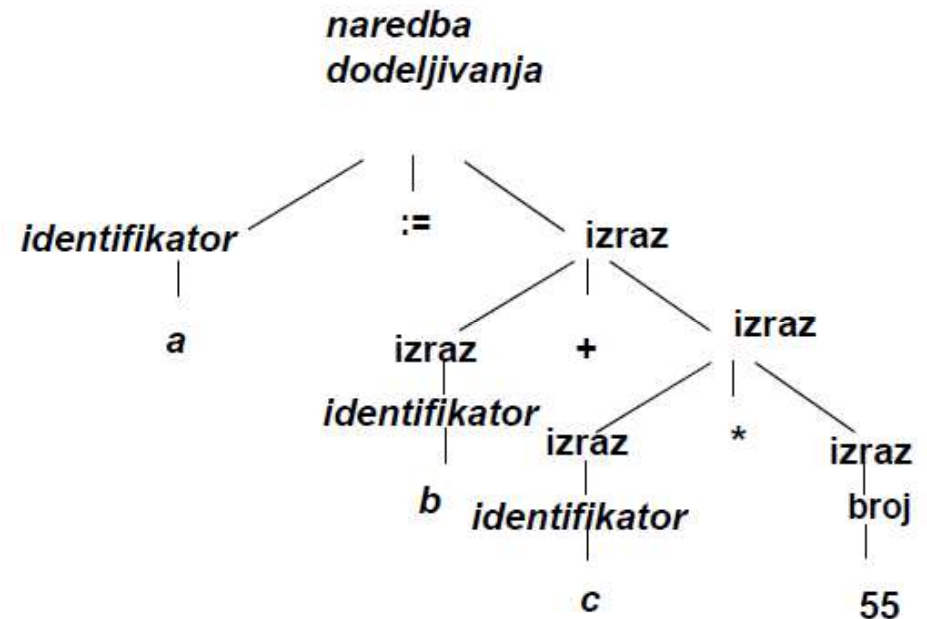 naredba
dodeljivanja
identifikator
:=
izraz
a
izraz
+
izraz
identifikator
izraz
*
izraz
b
identifikator
broj
c
55